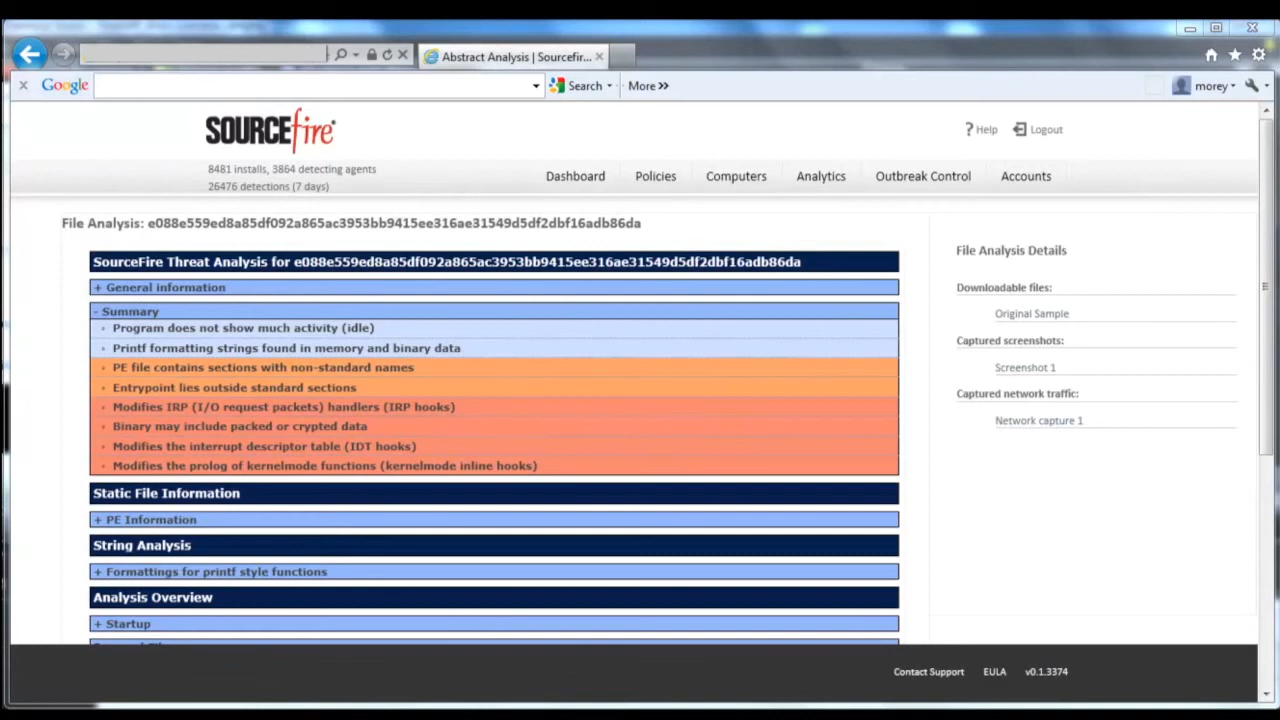 Abstract Analysis | Sourcefir...
Google
Search
More
morey
SOURCEfire
Help
Logout
8481 installs, 3864 detecting agents
26476 detections (7 days)
Dashboard
Policies
Computers
Analytics
Outbreak Control
Accounts
File Analysis: e088e559ed8a85df092a865ac3953bb9415ee316ae31549d5df2dbf16adb86da
SourceFire Threat Analysis for e088e559ed8a85df092a865ac3953bb9415ee316ae31549d5df2dbf16adb86da
+ General information
- Summary
Program does not show much activity (idle)
Printf formatting strings found in memory and binary data
PE file contains sections with non-standard names
Entrypoint lies outside standard sections
Modifies IRP (I/O request packets) handlers (IRP hooks)
Binary may include packed or crypted data
Modifies the interrupt descriptor table (IDT hooks)
Modifies the prolog of kernelmode functions (kernelmode inline hooks)
Static File Information
+ PE Information
String Analysis
+ Formattings for printf style functions
Analysis Overview
+ Startup
File Analysis Details
Downloadable files:
Original Sample
Captured screenshots:
Screenshot 1
Captured network traffic:
Network capture 1
Contact Support
EULA
v0.1.3374